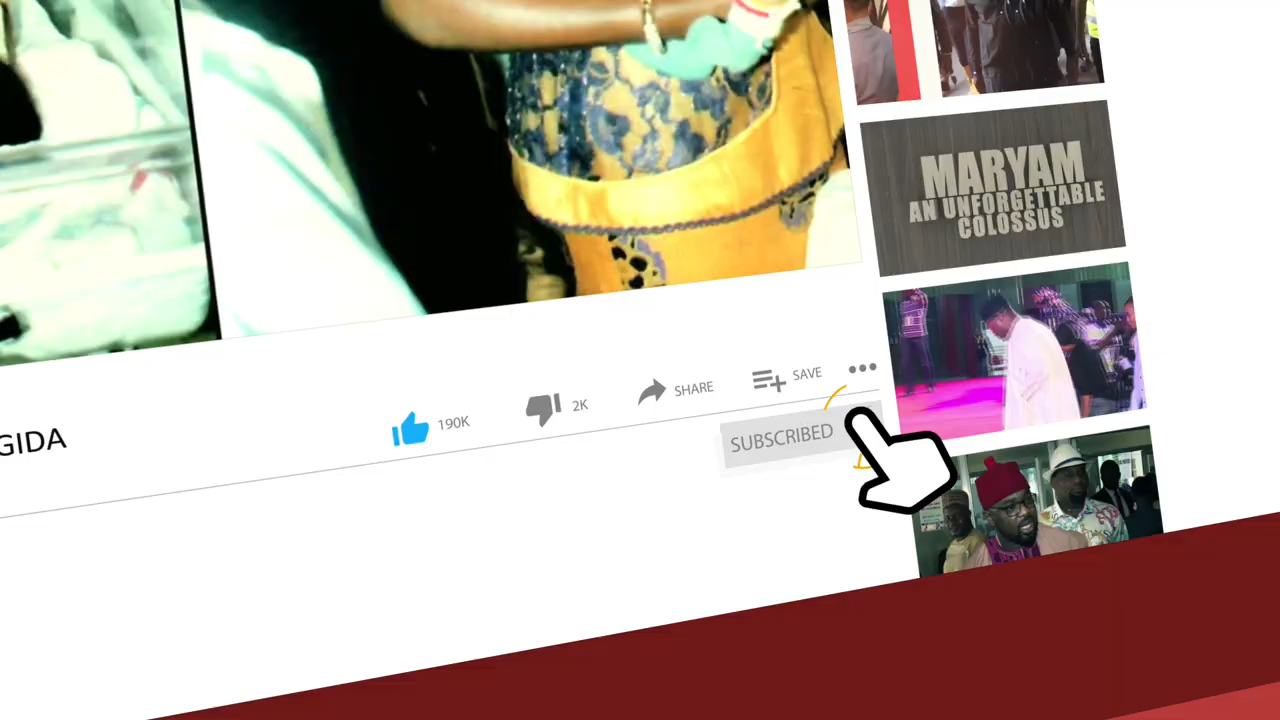 MARYAM
AN UNFORGETTABLE
COLOSSUS
GIDA
190K
2K
SHARE
SAVE
SUBSCRIBED